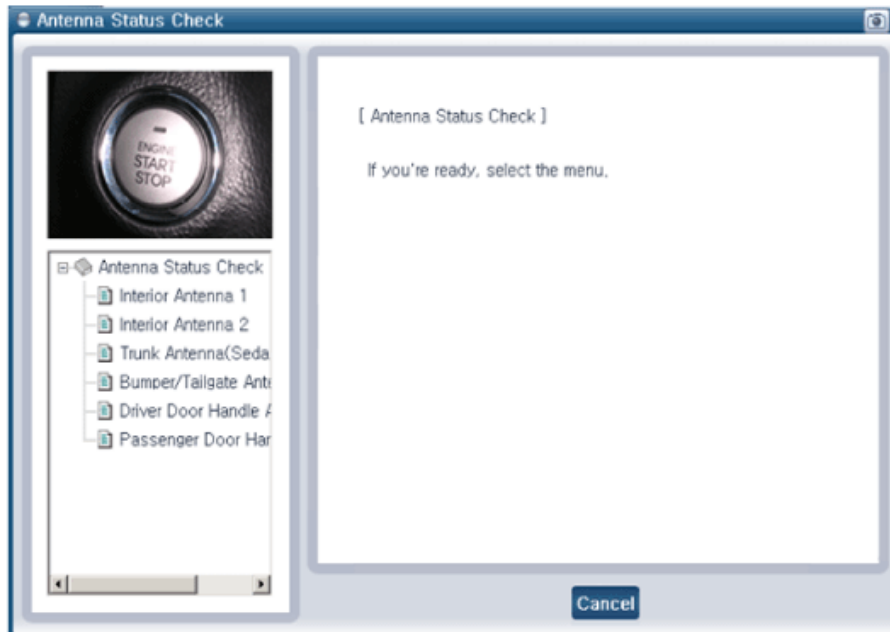 Antenna Status Check
ENGINE
START
STOP
Antenna Status Check
Interior Antenna 1
Interior Antenna 2
Trunk Antenna(Seda
Bumper/Tailgate Ant
Driver Door Handle
Passenger Door Har
[ Antenna Status Check ]
If you're ready, select the menu.
Cancel